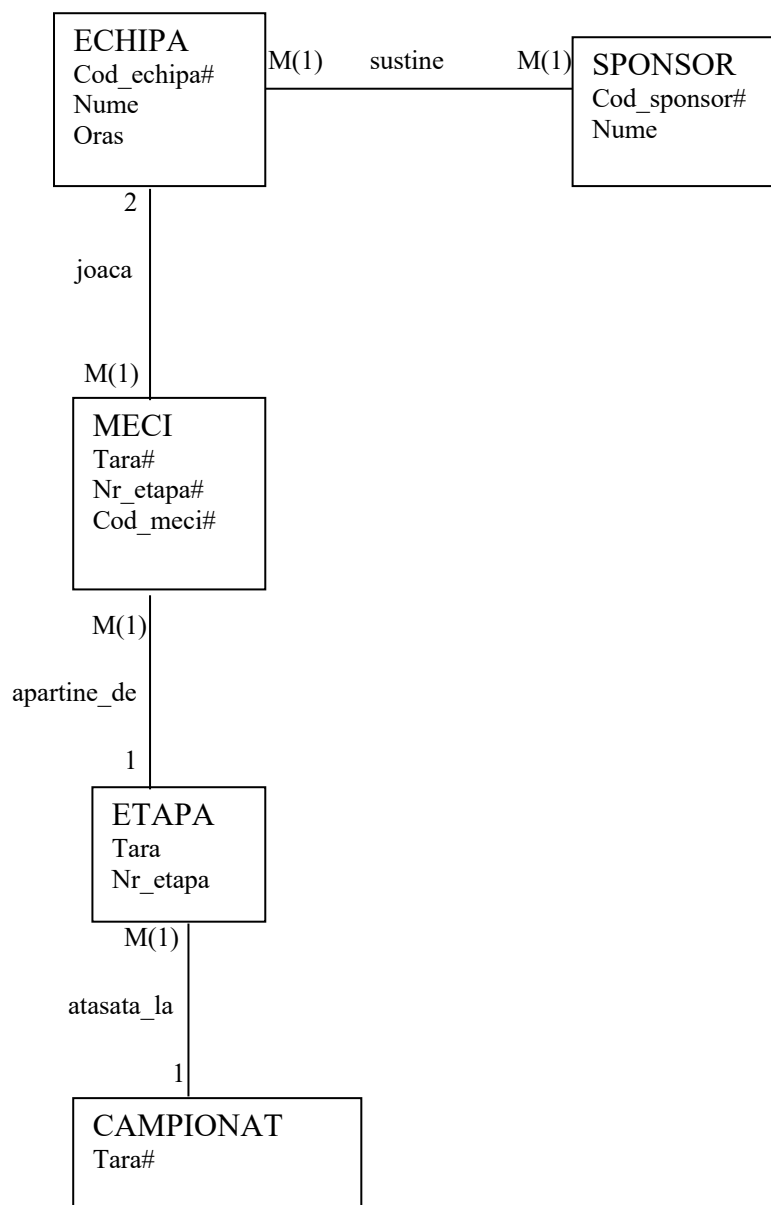 ECHIPA
Cod_echipa#
Nume
Oras
M(1) sustine M(1)
SPONSOR
Cod_sponsor#
Nume
2
joaca
M(1)
MECI
Tara#
Nr_etapa#
Cod_meci#
M(1)
apartine_de
1
ETAPA
Tara
Nr_etapa
M(1)
atasata_la
1
CAMPIONAT
Tara#